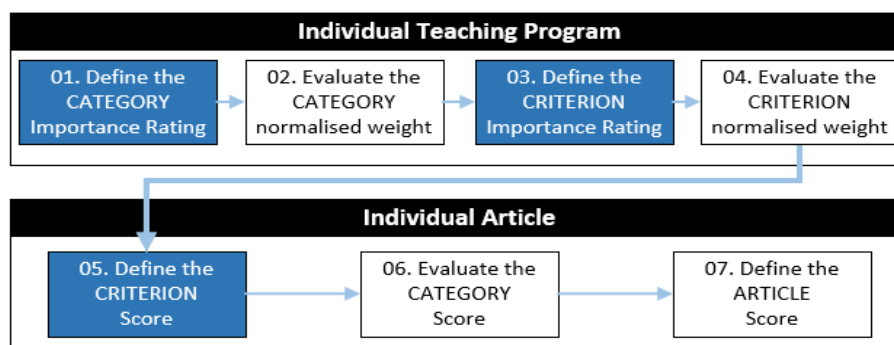 Individual Teaching Program
01. Define the
CATEGORY
Importance Rating
02. Evaluate the
CATEGORY
normalised weight
03. Define the
CRITERION
Importance Rating
04. Evaluate the
CRITERION
normalised weight
Individual Article
05. Define the
CRITERION
Score
06. Evaluate the
CATEGORY
Score
07. Define the
ARTICLE
Score